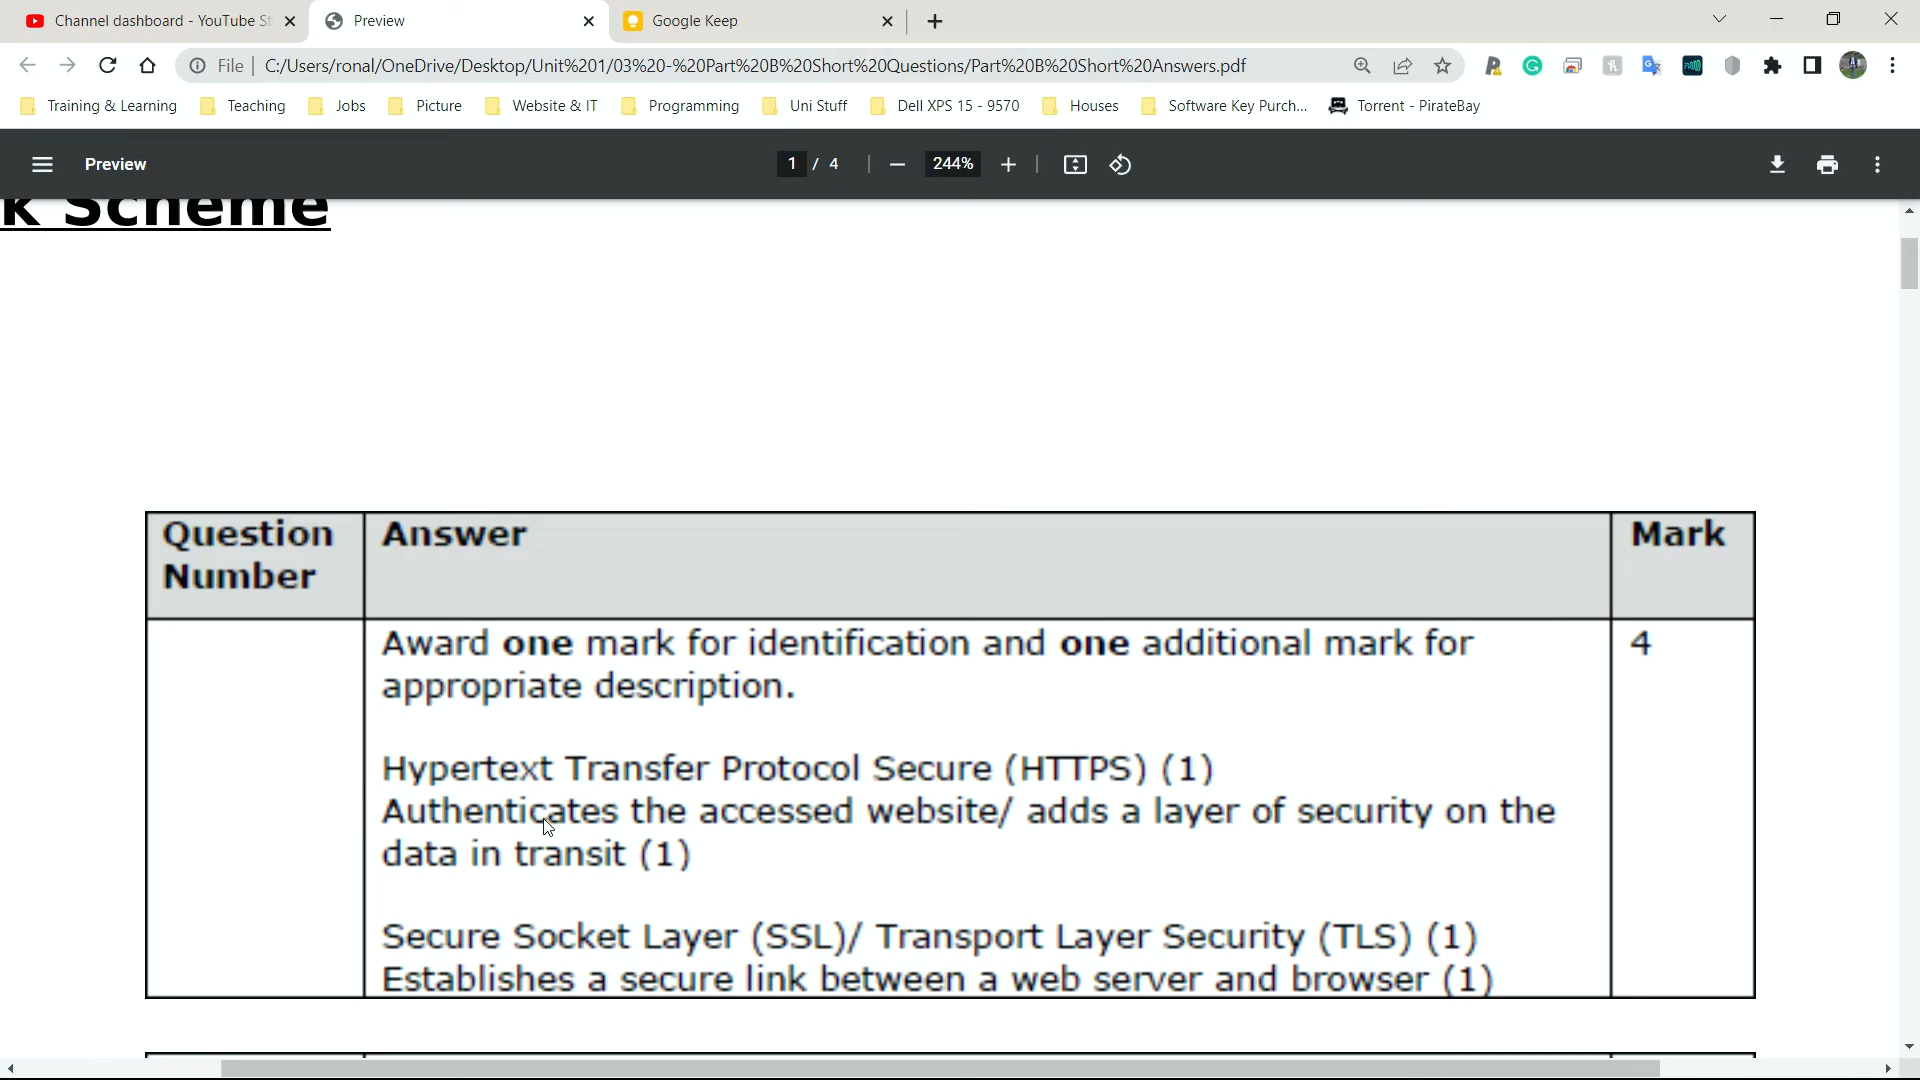 Channel dashboard - YouTube St
Preview
Google Keep
File
C:/Users/ronal/OneDrive/Desktop/Unit%201/03%20-%20Part%20B%20Short%20Questions/Part%20B%20Short%20Answers.pdf
Training & Learning
Teaching
Jobs
Picture
Website & IT
Programming
Uni Stuff
Dell XPS 15 - 9570
Houses
Software Key Purch...
Torrent - PirateBay
Preview
1 / 4
244%
k Scheme
Question Number
Answer
Mark
Award one mark for identification and one additional mark for
appropriate description.
4
Hypertext Transfer Protocol Secure (HTTPS) (1)
Authenticates the accessed website/ adds a layer of security on the
data in transit (1)
Secure Socket Layer (SSL)/ Transport Layer Security (TLS) (1)
Establishes a secure link between a web server and browser (1)